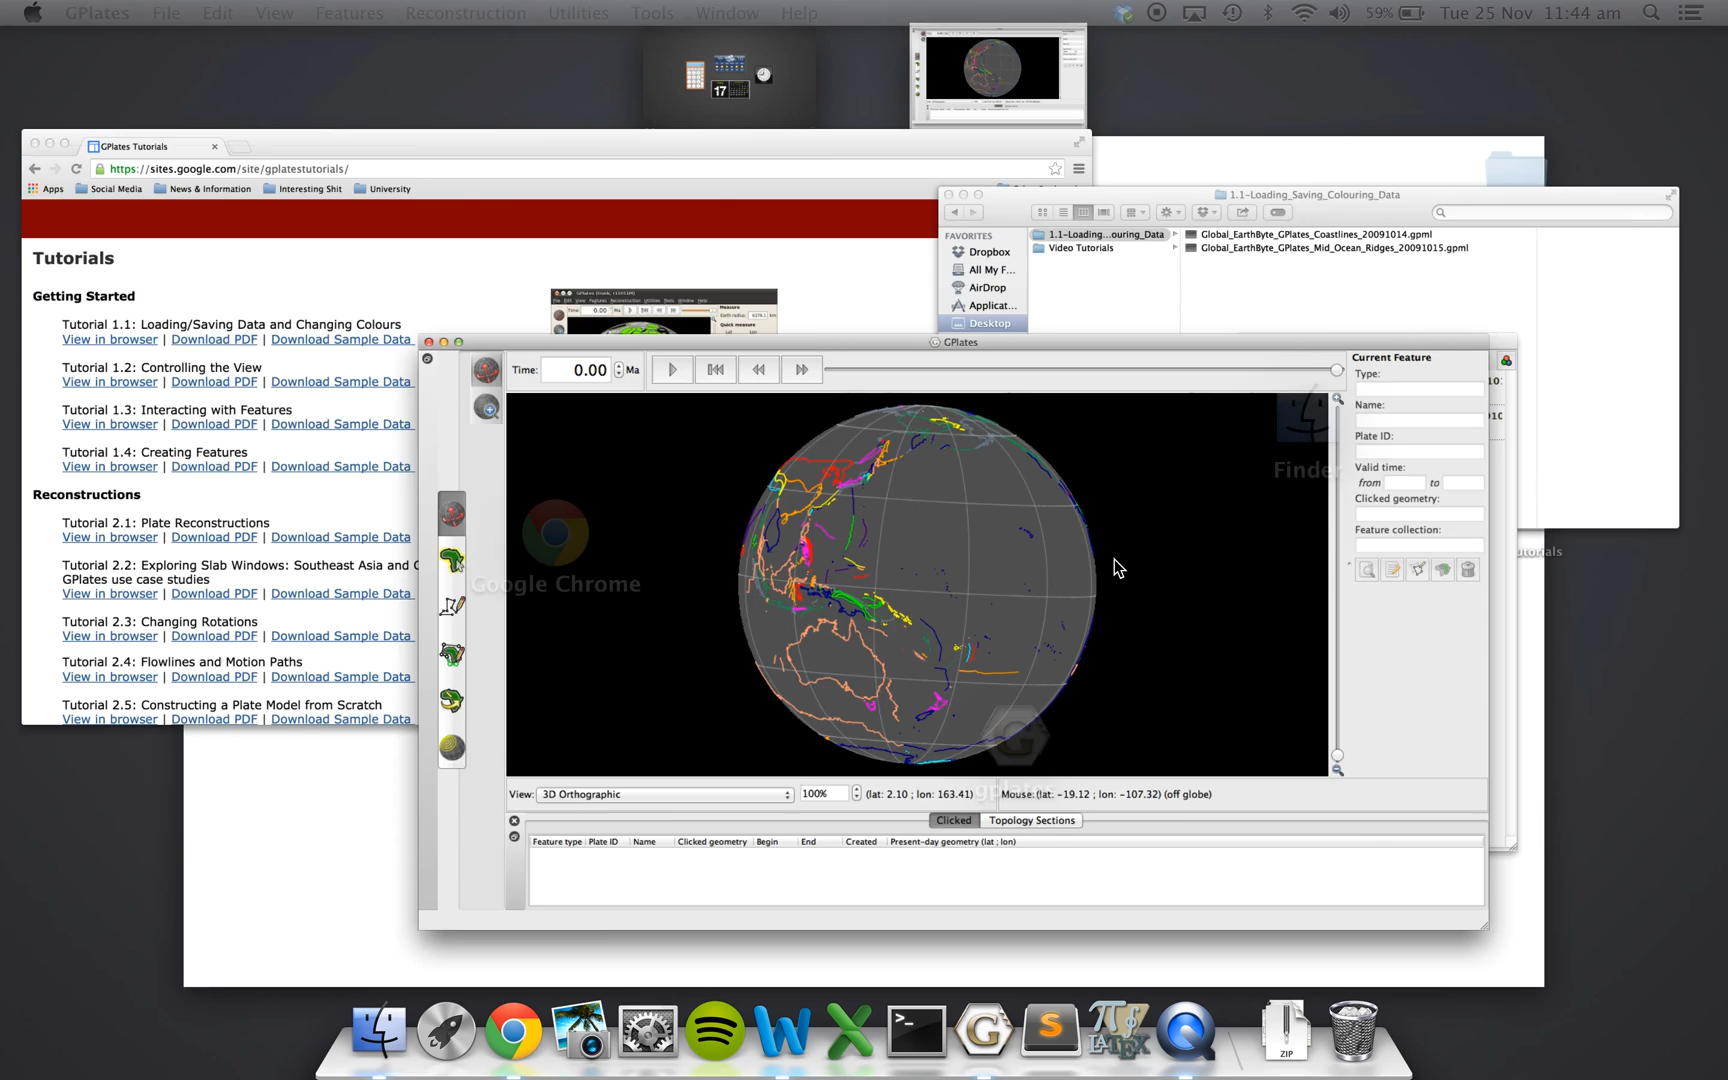 GPlates File Edit View Features Reconstruction Utilities Tools Window Help
59% Tue 25 Nov 11:44 am
17
GPlates Tutorials
https://sites.google.com/site/gplatestutorials/
Apps Social Media News & Information Interesting Shit University
Tutorials
Getting Started
Tutorial 1.1: Loading/Saving Data and Changing Colours
View in browser | Download PDF | Download Sample Data
Tutorial 1.2: Controlling the View
View in browser | Download PDF | Download Sample Data
Tutorial 1.3: Interacting with Features
View in browser | Download PDF | Download Sample Data
Tutorial 1.4: Creating Features
View in browser | Download PDF | Download Sample Data
Reconstructions
Tutorial 2.1: Plate Reconstructions
View in browser | Download PDF | Download Sample Data
Tutorial 2.2: Exploring Slab Windows: Southeast Asia and
GPlates use case studies
View in browser | Download PDF | Download Sample Data
Tutorial 2.3: Changing Rotations
View in browser | Download PDF | Download Sample Data
Tutorial 2.4: Flowlines and Motion Paths
View in browser | Download PDF | Download Sample Data
Tutorial 2.5: Constructing a Plate Model from Scratch
View in browser | Download PDF | Download Sample Data
1.1-Loading_Saving_Colouring_Data
FAVORITES
Dropbox
All My F...
AirDrop
Applicat...
Desktop
1.1-Loading...ouring_Data
Video Tutorials
Global_EarthByte_GPlates_Coastlines_20091014.gpml
Global_EarthByte_GPlates_Mid_Ocean_Ridges_20091015.gpml
GPlates
Time: 0.00 Ma
Current Feature
Type:
Name:
Plate ID:
Valid time:
from to
Clicked geometry:
Feature collection:
Google Chrome
Finder
gplates
View: 3D Orthographic 100% (lat: 2.10 ; lon: 163.41) Mouse: (lat: -19.12 ; lon: -107.32) (off globe)
Clicked Topology Sections
Feature type Plate ID Name Clicked geometry Begin End Created Present-day geometry (lat ; lon)
ZIP